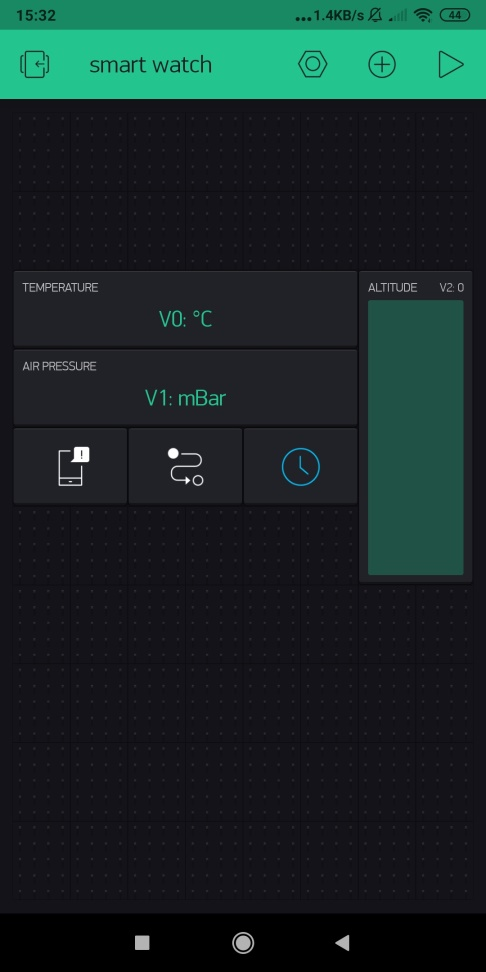 15:32 ...1.4KB/s 44
smart watch
TEMPERATURE
V0: °C
ALTITUDE V2: 0
AIR PRESSURE
V1: mBar
!